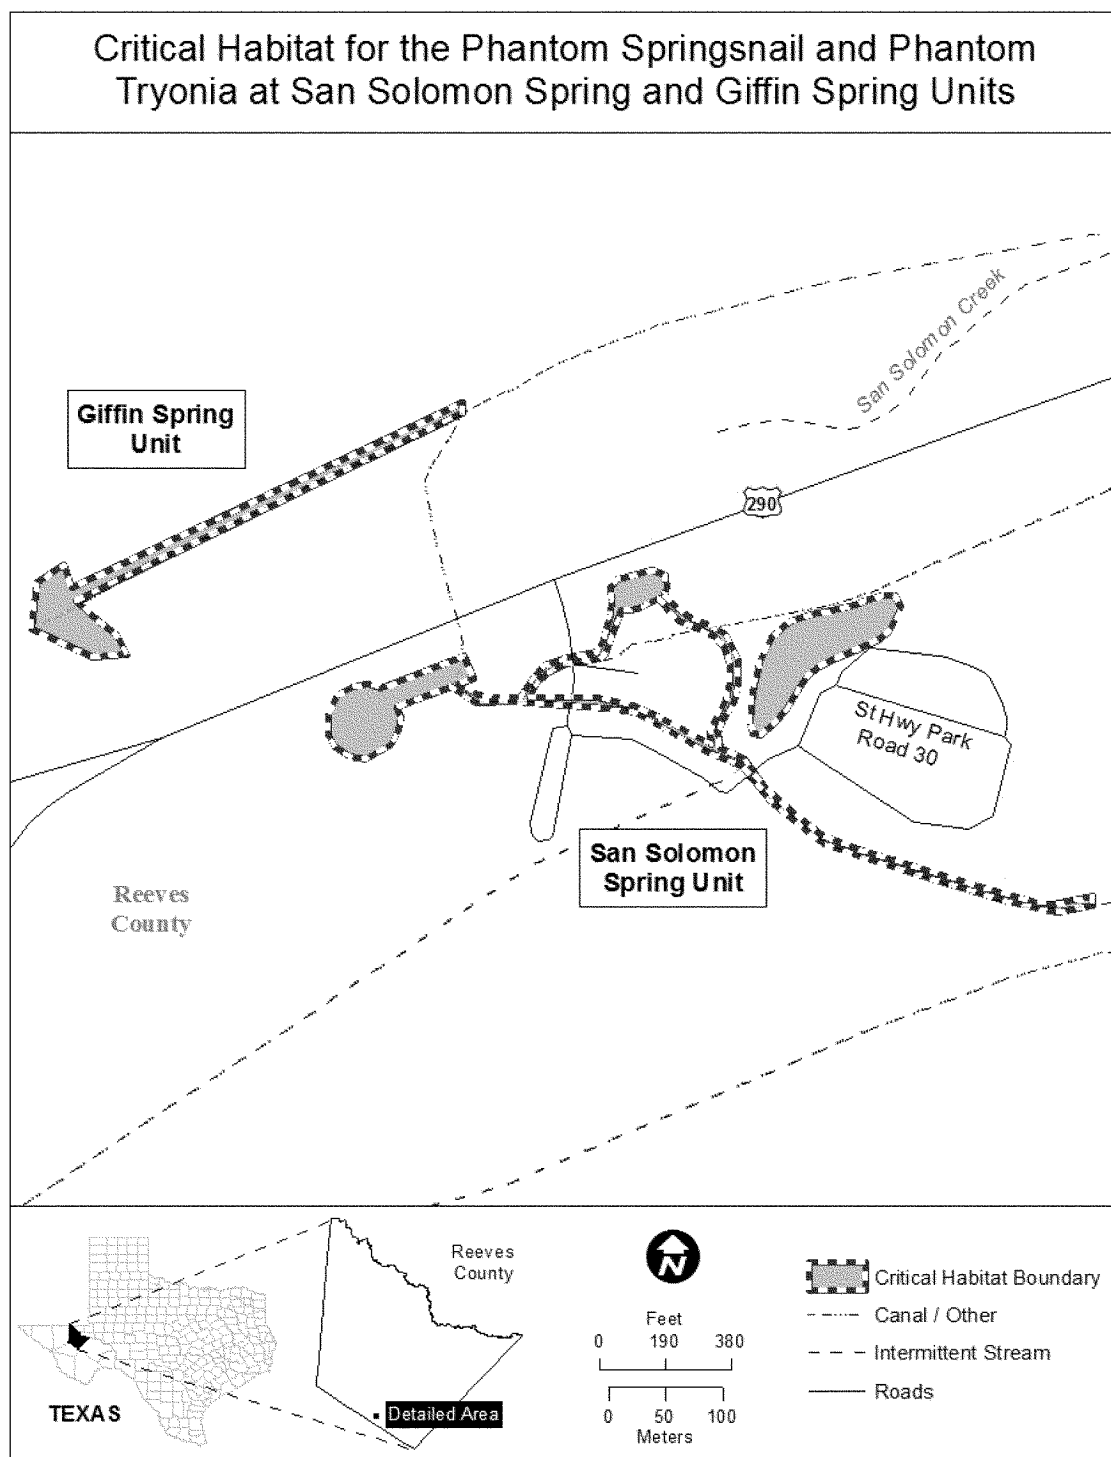 Critical Habitat for the Phantom Springsnail and Phantom
Tryonia at San Solomon Spring and Giffin Spring Units
San Solomon Creek
Giffin Spring
Unit
290
St Hwy Park
Road 30
San Solomon
Spring Unit
Reeves
County
Reeves
County
TEXAS
Detailed Area
N
Feet
0 190 380
0 50 100
Meters
Critical Habitat Boundary
Canal / Other
Intermittent Stream
Roads